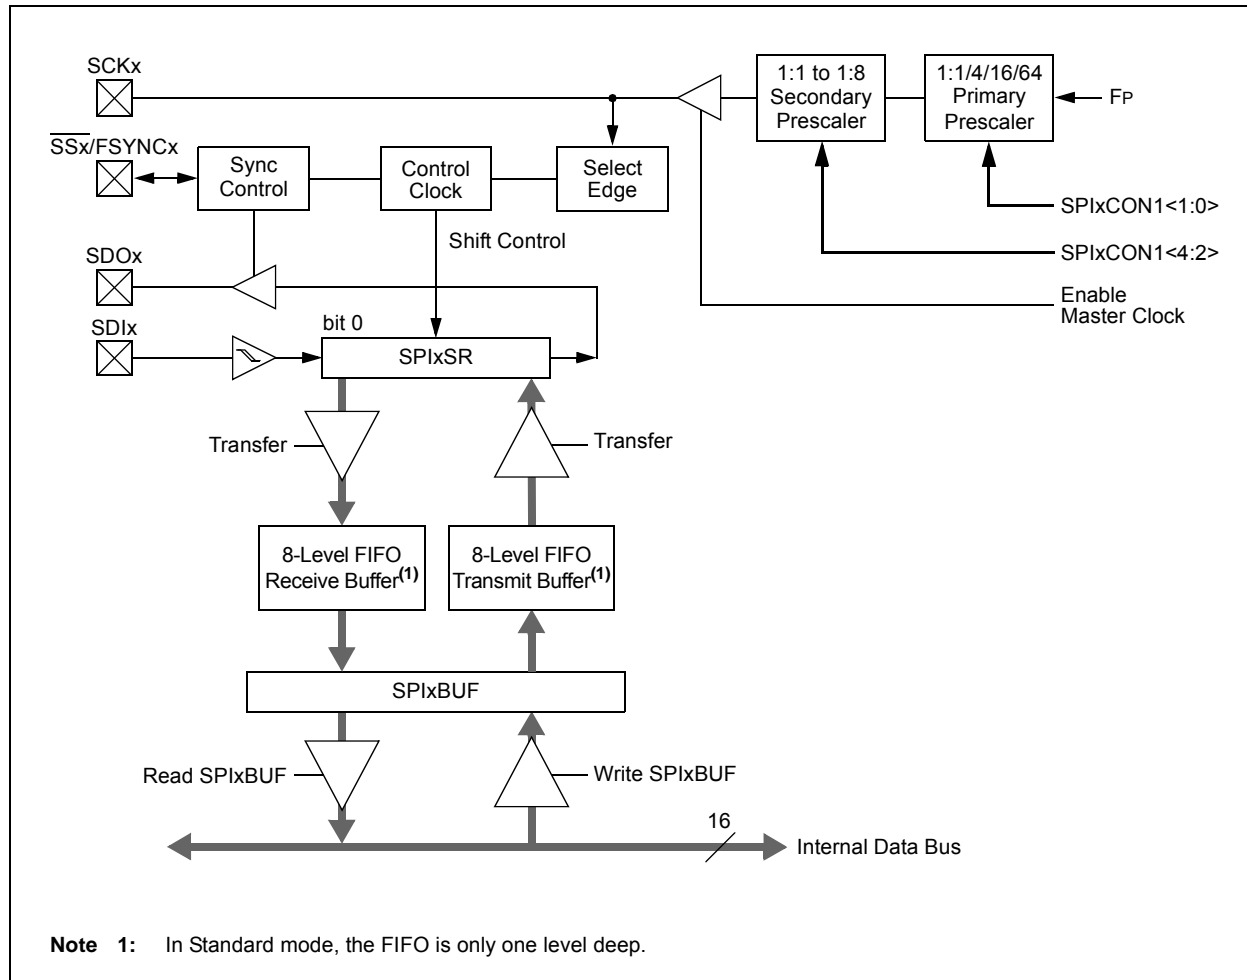 SCKx
1:1 to 1:8
Secondary
Prescaler
1:1/4/16/64
Primary
Prescaler
FP
SSx/FSYNCx
Sync
Control
Control
Clock
Select
Edge
SPIxCON1<1:0>
Shift Control
SPIxCON1<4:2>
SDOx
Enable
Master Clock
SDIx
bit 0
SPIxSR
Transfer
Transfer
8-Level FIFO
Receive Buffer(1)
8-Level FIFO
Transmit Buffer(1)
SPIxBUF
Read SPIxBUF
Write SPIxBUF
16
Internal Data Bus
Note 1: In Standard mode, the FIFO is only one level deep.